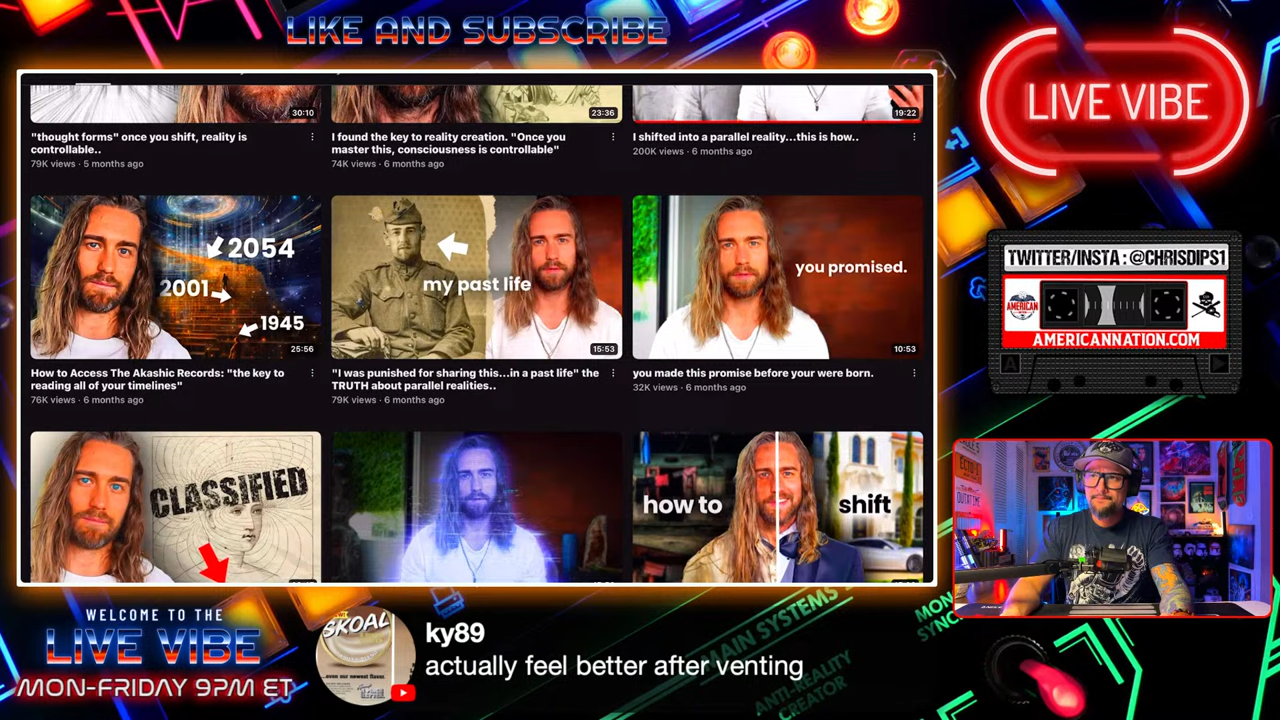 LIKE AND SUBSCRIBE
30:10
23:36
19:22
"thought forms" once you shift, reality is
controllable..
79K views · 5 months ago
I found the key to reality creation. "Once you
master this, consciousness is controllable"
74K views · 6 months ago
I shifted into a parallel reality...this is how..
200K views · 6 months ago
2054
2001
1945
25:56
my past life
15:53
you promised.
10:53
How to Access The Akashic Records: "the key to
reading all of your timelines"
76K views · 6 months ago
"I was punished for sharing this...in a past life" the
TRUTH about parallel realities..
79K views · 6 months ago
you made this promise before your were born.
32K views · 6 months ago
CLASSIFIED
how to
shift
LIVE VIBE
TWITTER/INSTA : @CHRISDIPS1
AMERICAN
AMERICANNATION.COM
A
WELCOME TO THE
LIVE VIBE
MON-FRIDAY 9PM ET
SKOAL
ky89
actually feel better after venting
MAIN SYSTEMS